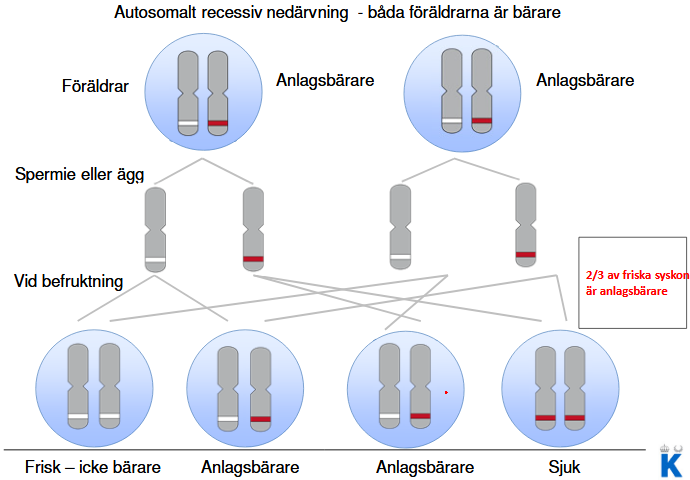 Autosomalt recessiv nedärvning - båda föräldrarna är bärare
Föräldrar
Anlagsbärare
Anlagsbärare
Spermie eller ägg
Vid befruktning
2/3 av friska syskon
är anlagsbärare
Frisk – icke bärare
Anlagsbärare
Anlagsbärare
Sjuk
K